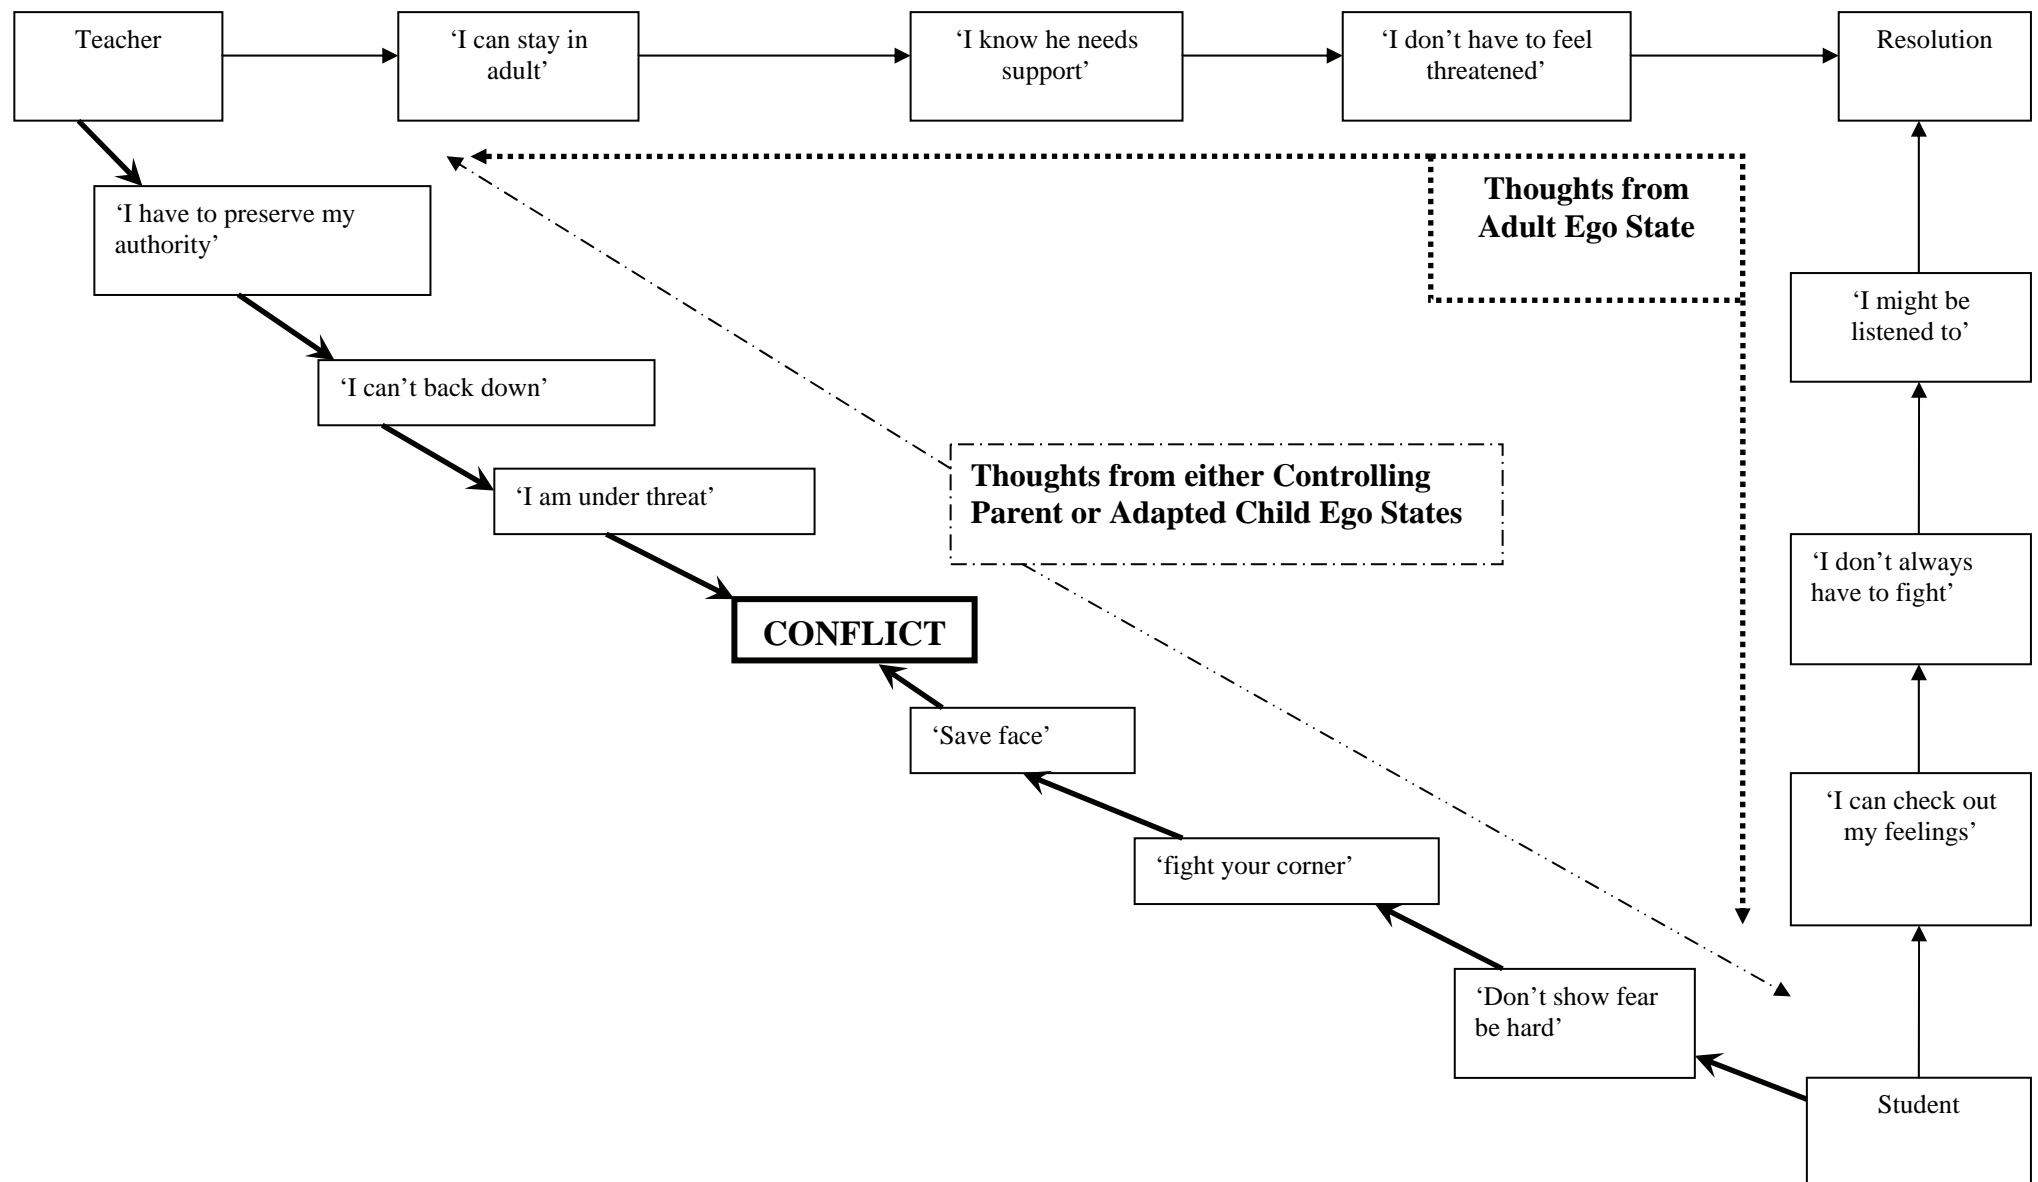 Teacher
‘I can stay in
adult’
‘I know he needs
support’
‘I don’t have to feel
threatened’
Resolution
Thoughts from
Adult Ego State
‘I have to preserve my
authority’
‘I might be
listened to’
‘I can’t back down’
Thoughts from either Controlling
Parent or Adapted Child Ego States
‘I am under threat’
‘I don’t always
have to fight’
CONFLICT
‘Save face’
‘I can check out
my feelings’
‘fight your corner’
‘Don’t show fear
be hard’
Student